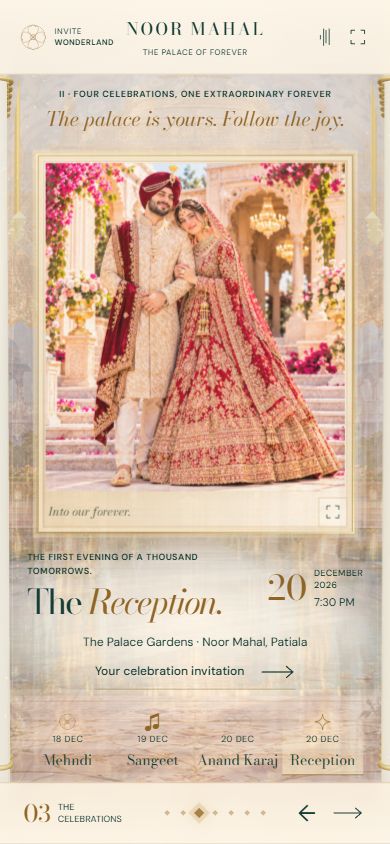 INVITE
WONDERLAND
NOOR MAHAL
THE PALACE OF FOREVER
II · FOUR CELEBRATIONS, ONE EXTRAORDINARY FOREVER
The palace is yours. Follow the joy.
Into our forever.
THE FIRST EVENING OF A THOUSAND
TOMORROWS.
The Reception.
20
DECEMBER
2026
7:30 PM
The Palace Gardens · Noor Mahal, Patiala
Your celebration invitation
18 DEC
Mehndi
19 DEC
Sangeet
20 DEC
Anand Karaj
20 DEC
Reception
03
THE
CELEBRATIONS